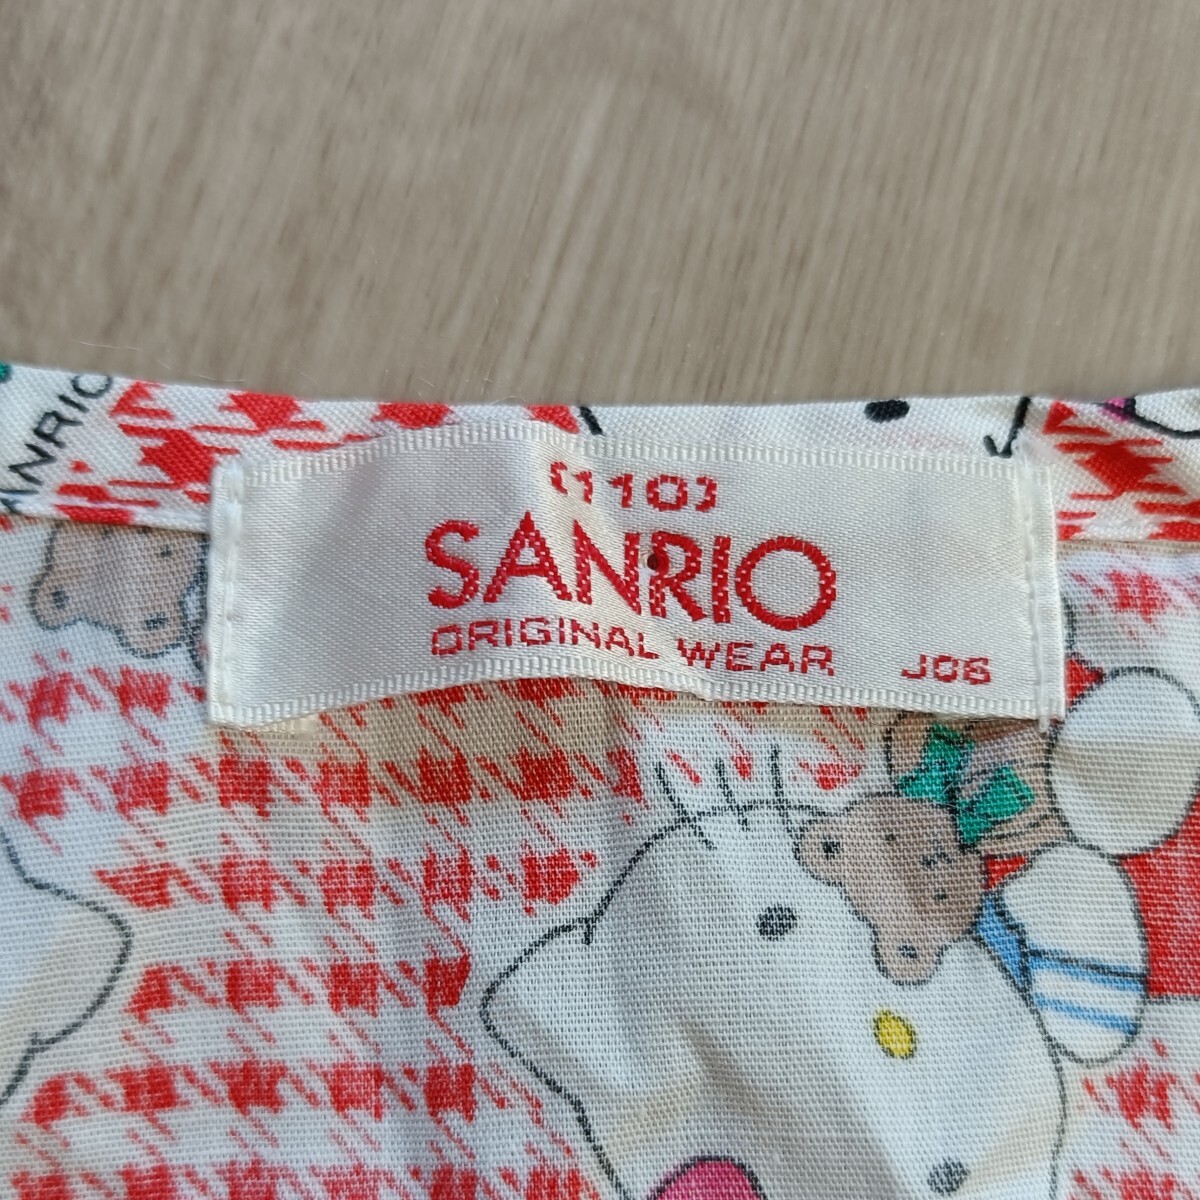 (110)
SANRIO
ORIGINAL WEAR J06